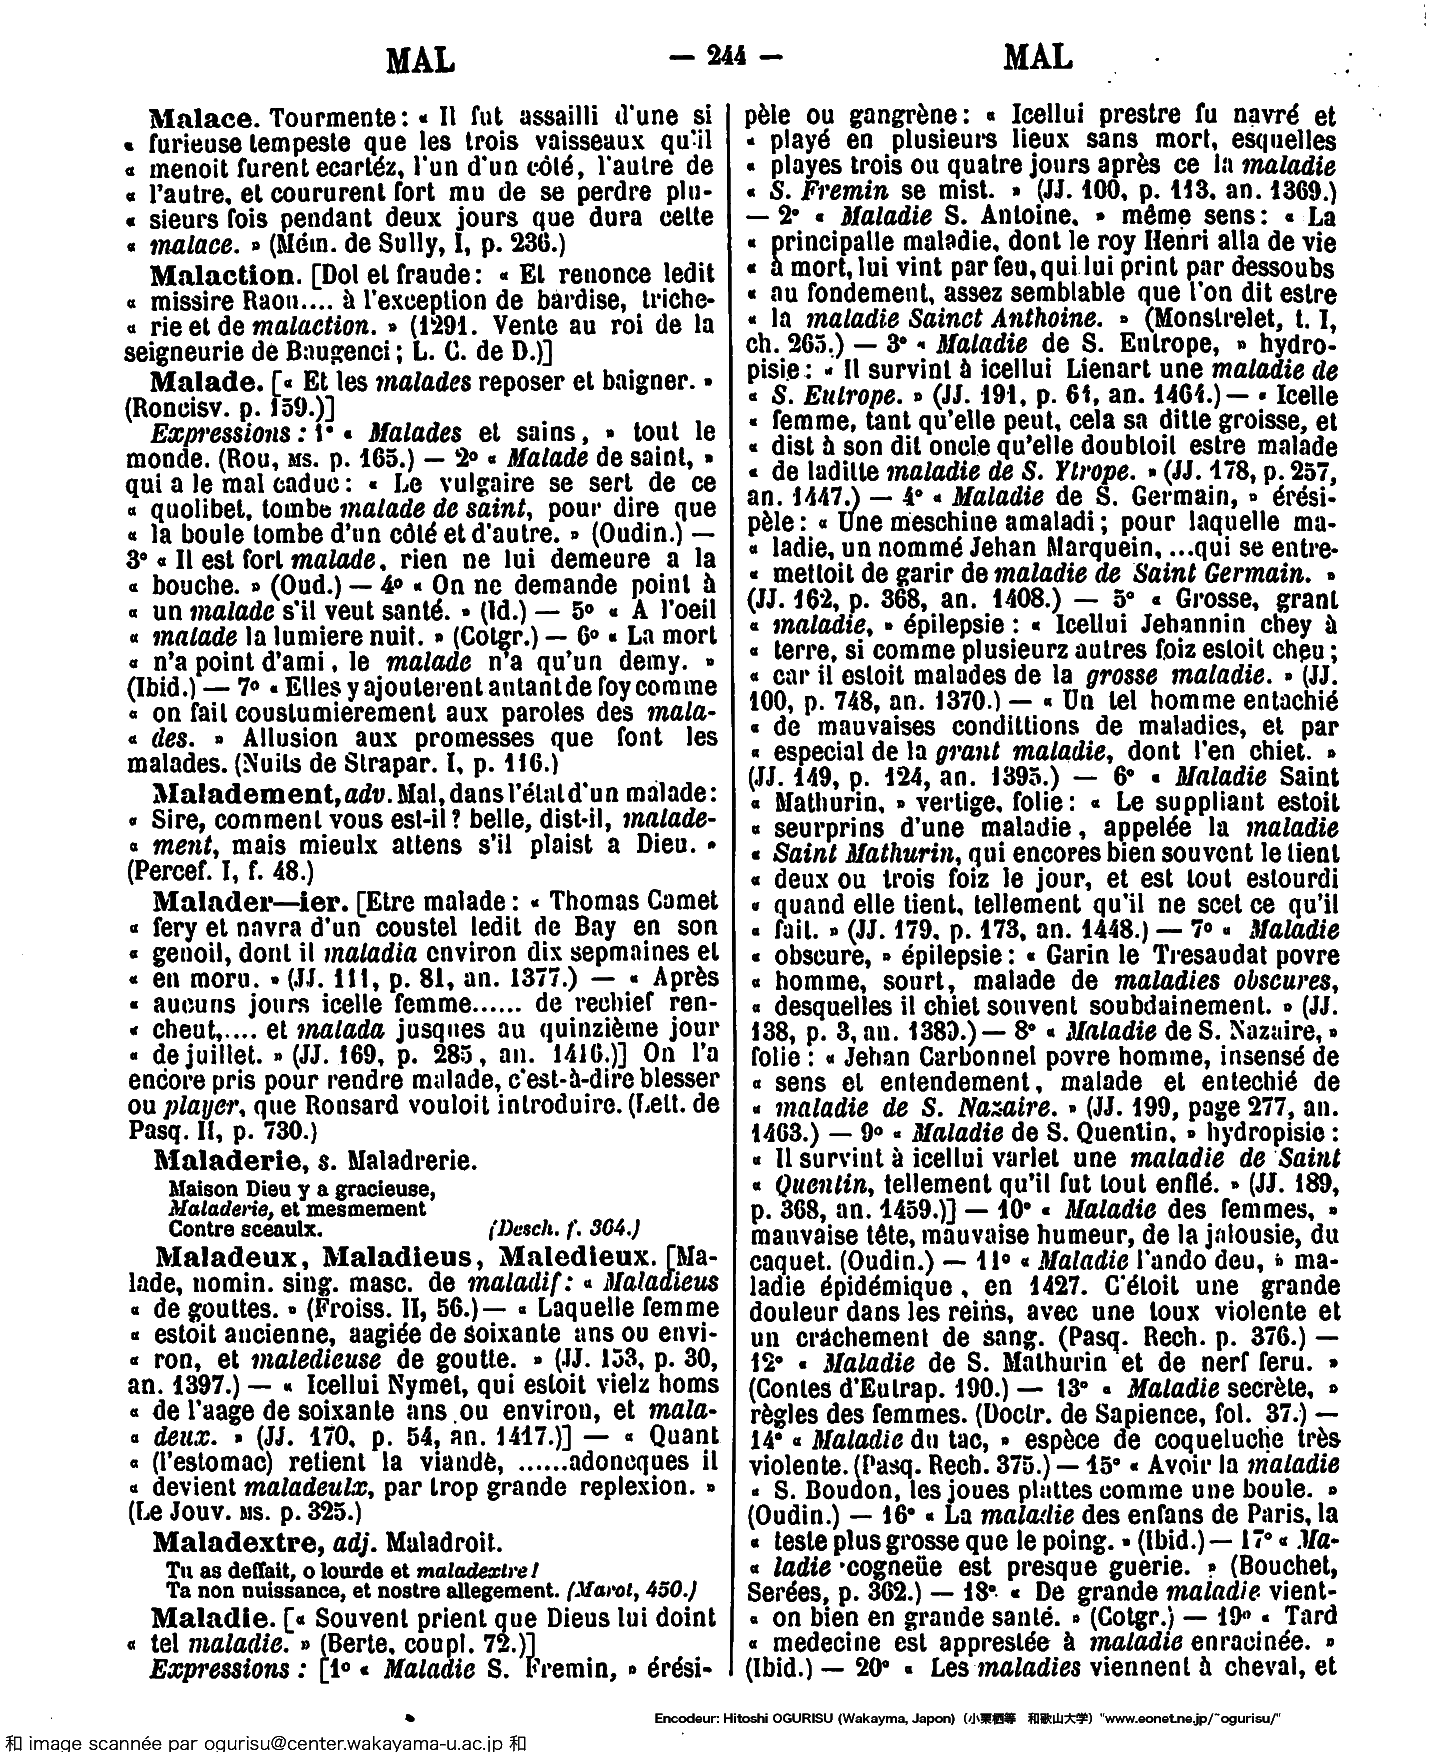 MAL — 244 — MAL
Malace. Tourmente : « Il fut assailli d'une si
« furieuse tempeste que les trois vaisseaux qu'il
« menoit furent ecartéz, l'un d'un côté, l'autre de
« l'autre, et coururent fort mu de se perdre plu-
« sieurs fois pendant deux jours que dura cette
« malace. » (Mém. de Sully, I, p. 236.)
Malaction. [Dol et fraude : « Et renonce ledit
« missire Raou.... à l'exception de bardise, triche-
« rie et de malaction. » (1291. Vente au roi de la
seigneurie de Baugenci ; L. C. de D.)]
Malade. [« Et les malades reposer et baigner. »
(Roncisv. p. 159.)]
Expressions : 1° « Malades et sains, » tout le
monde. (Rou, MS. p. 165.) — 2° « Malade de saint, »
qui a le mal caduc : « Le vulgaire se sert de ce
« quolibet, tombe malade de saint, pour dire que
« la boule tombe d'un côté et d'autre. » (Oudin.) —
3° « Il est fort malade, rien ne lui demeure a la
« bouche. » (Oud.) — 4° « On ne demande point à
« un malade s'il veut santé. » (Id.) — 5° « A l'oeil
« malade la lumiere nuit. » (Cotgr.) — 6° « La mort
« n'a point d'ami, le malade n'a qu'un demy. »
(Ibid.) — 7° « Elles y ajouterent autant de foy comme
« on fait coustumierement aux paroles des mala-
« des. » Allusion aux promesses que font les
malades. (Nuits de Strapar. I, p. 116.)
Maladement, adv. Mal, dans l'état d'un malade :
« Sire, comment vous est-il ? belle, dist-il, malade-
« ment, mais mieulx attens s'il plaist a Dieu. »
(Percef. I, f. 48.)
Malader—ier. [Etre malade : « Thomas Camet
« fery et navra d'un coustel ledit de Bay en son
« genoil, dont il maladia environ dix sepmaines et
« en moru. » (JJ. 111, p. 81, an. 1377.) — « Après
« aucuns jours icelle femme...... de rechief ren-
« cheut,.... et malada jusques au quinzième jour
« de juillet. » (JJ. 169, p. 285, an. 1416.)] On l'a
encore pris pour rendre malade, c'est-à-dire blesser
ou player, que Ronsard vouloit introduire. (Lett. de
Pasq. II, p. 730.)
Maladerie, s. Maladrerie.
Maison Dieu y a gracieuse,
Maladerie, et mesmement
Contre sceaulx. (Desch. f. 304.)
Maladeux, Maladieus, Maledieux. [Ma-
lade, nomin. sing. masc. de maladif : « Maladieus
« de gouttes. » (Froiss. II, 56.) — « Laquelle femme
« estoit ancienne, aagiée de soixante ans ou envi-
« ron, et maledieuse de goutte. » (JJ. 153, p. 30,
an. 1397.) — « Icellui Nymet, qui estoit vielz homs
« de l'aage de soixante ans ou environ, et mala-
« deux. » (JJ. 170, p. 54, an. 1417.)] — « Quant
« (l'estomac) retient la viande, ......adoncques il
« devient maladeulx, par trop grande replexion. »
(Le Jouv. MS. p. 325.)
Maladextre, adj. Maladroit.
Tu as deffait, o lourde et maladextre !
Ta non nuissance, et nostre allegement. (Marot, 450.)
Maladie. [« Souvent prient que Dieus lui doint
« tel maladie. » (Berte, coupl. 72.)]
Expressions : [1° « Maladie S. Fremin, » érési-
pèle ou gangrène : « Icellui prestre fu navré et
« playé en plusieurs lieux sans mort, esquelles
« playes trois ou quatre jours après ce la maladie
« S. Fremin se mist. » (JJ. 100, p. 113, an. 1369.)
— 2° « Maladie S. Antoine, » même sens : « La
« principalle maladie, dont le roy Henri alla de vie
« à mort, lui vint par feu, qui lui print par dessoubs
« au fondement, assez semblable que l'on dit estre
« la maladie Sainct Anthoine. » (Monstrelet, t. I,
ch. 265.) — 3° « Maladie de S. Eutrope, » hydro-
pisie : « Il survint à icellui Lienart une maladie de
« S. Eutrope. » (JJ. 191, p. 61, an. 1464.) — « Icelle
« femme, tant qu'elle peut, cela sa ditte groisse, et
« dist à son dit oncle qu'elle doubtoit estre malade
« de laditte maladie de S. Ytrope. » (JJ. 178, p. 257,
an. 1447.) — 4° « Maladie de S. Germain, » érési-
pèle : « Une meschine amaladi ; pour laquelle ma-
« ladie, un nommé Jehan Marquein, ...qui se entre-
« mettoit de garir de maladie de Saint Germain. »
(JJ. 162, p. 368, an. 1408.) — 5° « Grosse, grant
« maladie, » épilepsie : « Icellui Jehannin chey à
« terre, si comme plusieurz autres foiz estoit cheu ;
« car il estoit malades de la grosse maladie. » (JJ.
100, p. 748, an. 1370.) — « Un tel homme entachié
« de mauvaises condittions de maladies, et par
« especial de la grant maladie, dont l'en chiet. »
(JJ. 149, p. 124, an. 1395.) — 6° « Maladie Saint
« Mathurin, » vertige, folie : « Le suppliant estoit
« seurprins d'une maladie, appelée la maladie
« Saint Mathurin, qui encores bien souvent le tient
« deux ou trois foiz le jour, et est tout estourdi
« quand elle tient, tellement qu'il ne scet ce qu'il
« fait. » (JJ. 179, p. 173, an. 1448.) — 7° « Maladie
« obscure, » épilepsie : « Garin le Tresaudat povre
« homme, sourt, malade de maladies obscures,
« desquelles il chiet souvent soubdainement. » (JJ.
138, p. 3, an. 1389.) — 8° « Maladie de S. Nazaire, »
folie : « Jehan Carbonnel povre homme, insensé de
« sens et entendement, malade et entechié de
« maladie de S. Nazaire. » (JJ. 199, page 277, an.
1463.) — 9° « Maladie de S. Quentin, » hydropisie :
« Il survint à icellui varlet une maladie de Saint
« Quentin, tellement qu'il fut tout enflé. » (JJ. 189,
p. 368, an. 1459.)] — 10° « Maladie des femmes, »
mauvaise tête, mauvaise humeur, de la jalousie, du
caquet. (Oudin.) — 11° « Maladie l'ando deu, » ma-
ladie épidémique, en 1427. C'étoit une grande
douleur dans les reins, avec une toux violente et
un crachement de sang. (Pasq. Rech. p. 376.) —
12° « Maladie de S. Mathurin et de nerf feru. »
(Contes d'Eutrap. 190.) — 13° « Maladie secrète, »
règles des femmes. (Doctr. de Sapience, fol. 37.) —
14° « Maladie du tac, » espèce de coqueluche très
violente. (Pasq. Rech. 375.) — 15° « Avoir la maladie
« S. Boudon, les joues plattes comme une boule. »
(Oudin.) — 16° « La maladie des enfans de Paris, la
« teste plus grosse que le poing. » (Ibid.) — 17° « Ma-
« ladie cogneüe est presque guerie. » (Bouchet,
Serées, p. 362.) — 18° « De grande maladie vient-
« on bien en grande santé. » (Cotgr.) — 19° « Tard
« medecine est apprestée à maladie enracinée. »
(Ibid.) — 20° « Les maladies viennent à cheval, et
Encodeur: Hitoshi OGURISU (Wakayma, Japon) (小栗栖等 和歌山大学) "www.eonet.ne.jp/~ogurisu/"
和 image scannée par ogurisu@center.wakayama-u.ac.jp 和